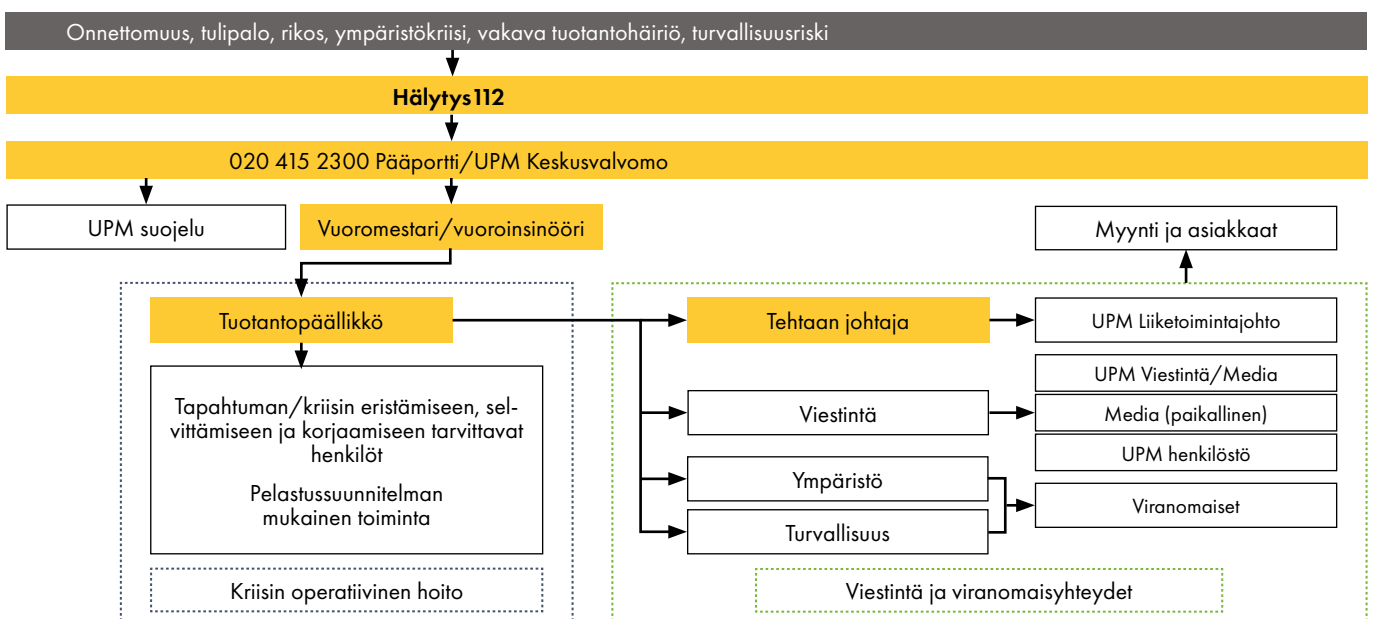 Onnettomuus, tulipalo, rikos, ympäristökriisi, vakava tuotantohäiriö, turvallisuusriski
Hälytys112
020 415 2300 Pääportti/UPM Keskusvalvomo
UPM suojelu
Vuoromestari/vuoroinsinööri
Myynti ja asiakkaat
Tuotantopäällikkö
Tehtaan johtaja
UPM Liiketoimintajohto
Tapahtuman/kriisin eristämiseen, sel-
vittämiseen ja korjaamiseen tarvittavat
henkilöt
Pelastussuunnitelman
mukainen toiminta
UPM Viestintä/Media
Viestintä
Media (paikallinen)
UPM henkilöstö
Ympäristö
Viranomaiset
Turvallisuus
Kriisin operatiivinen hoito
Viestintä ja viranomaisyhteydet